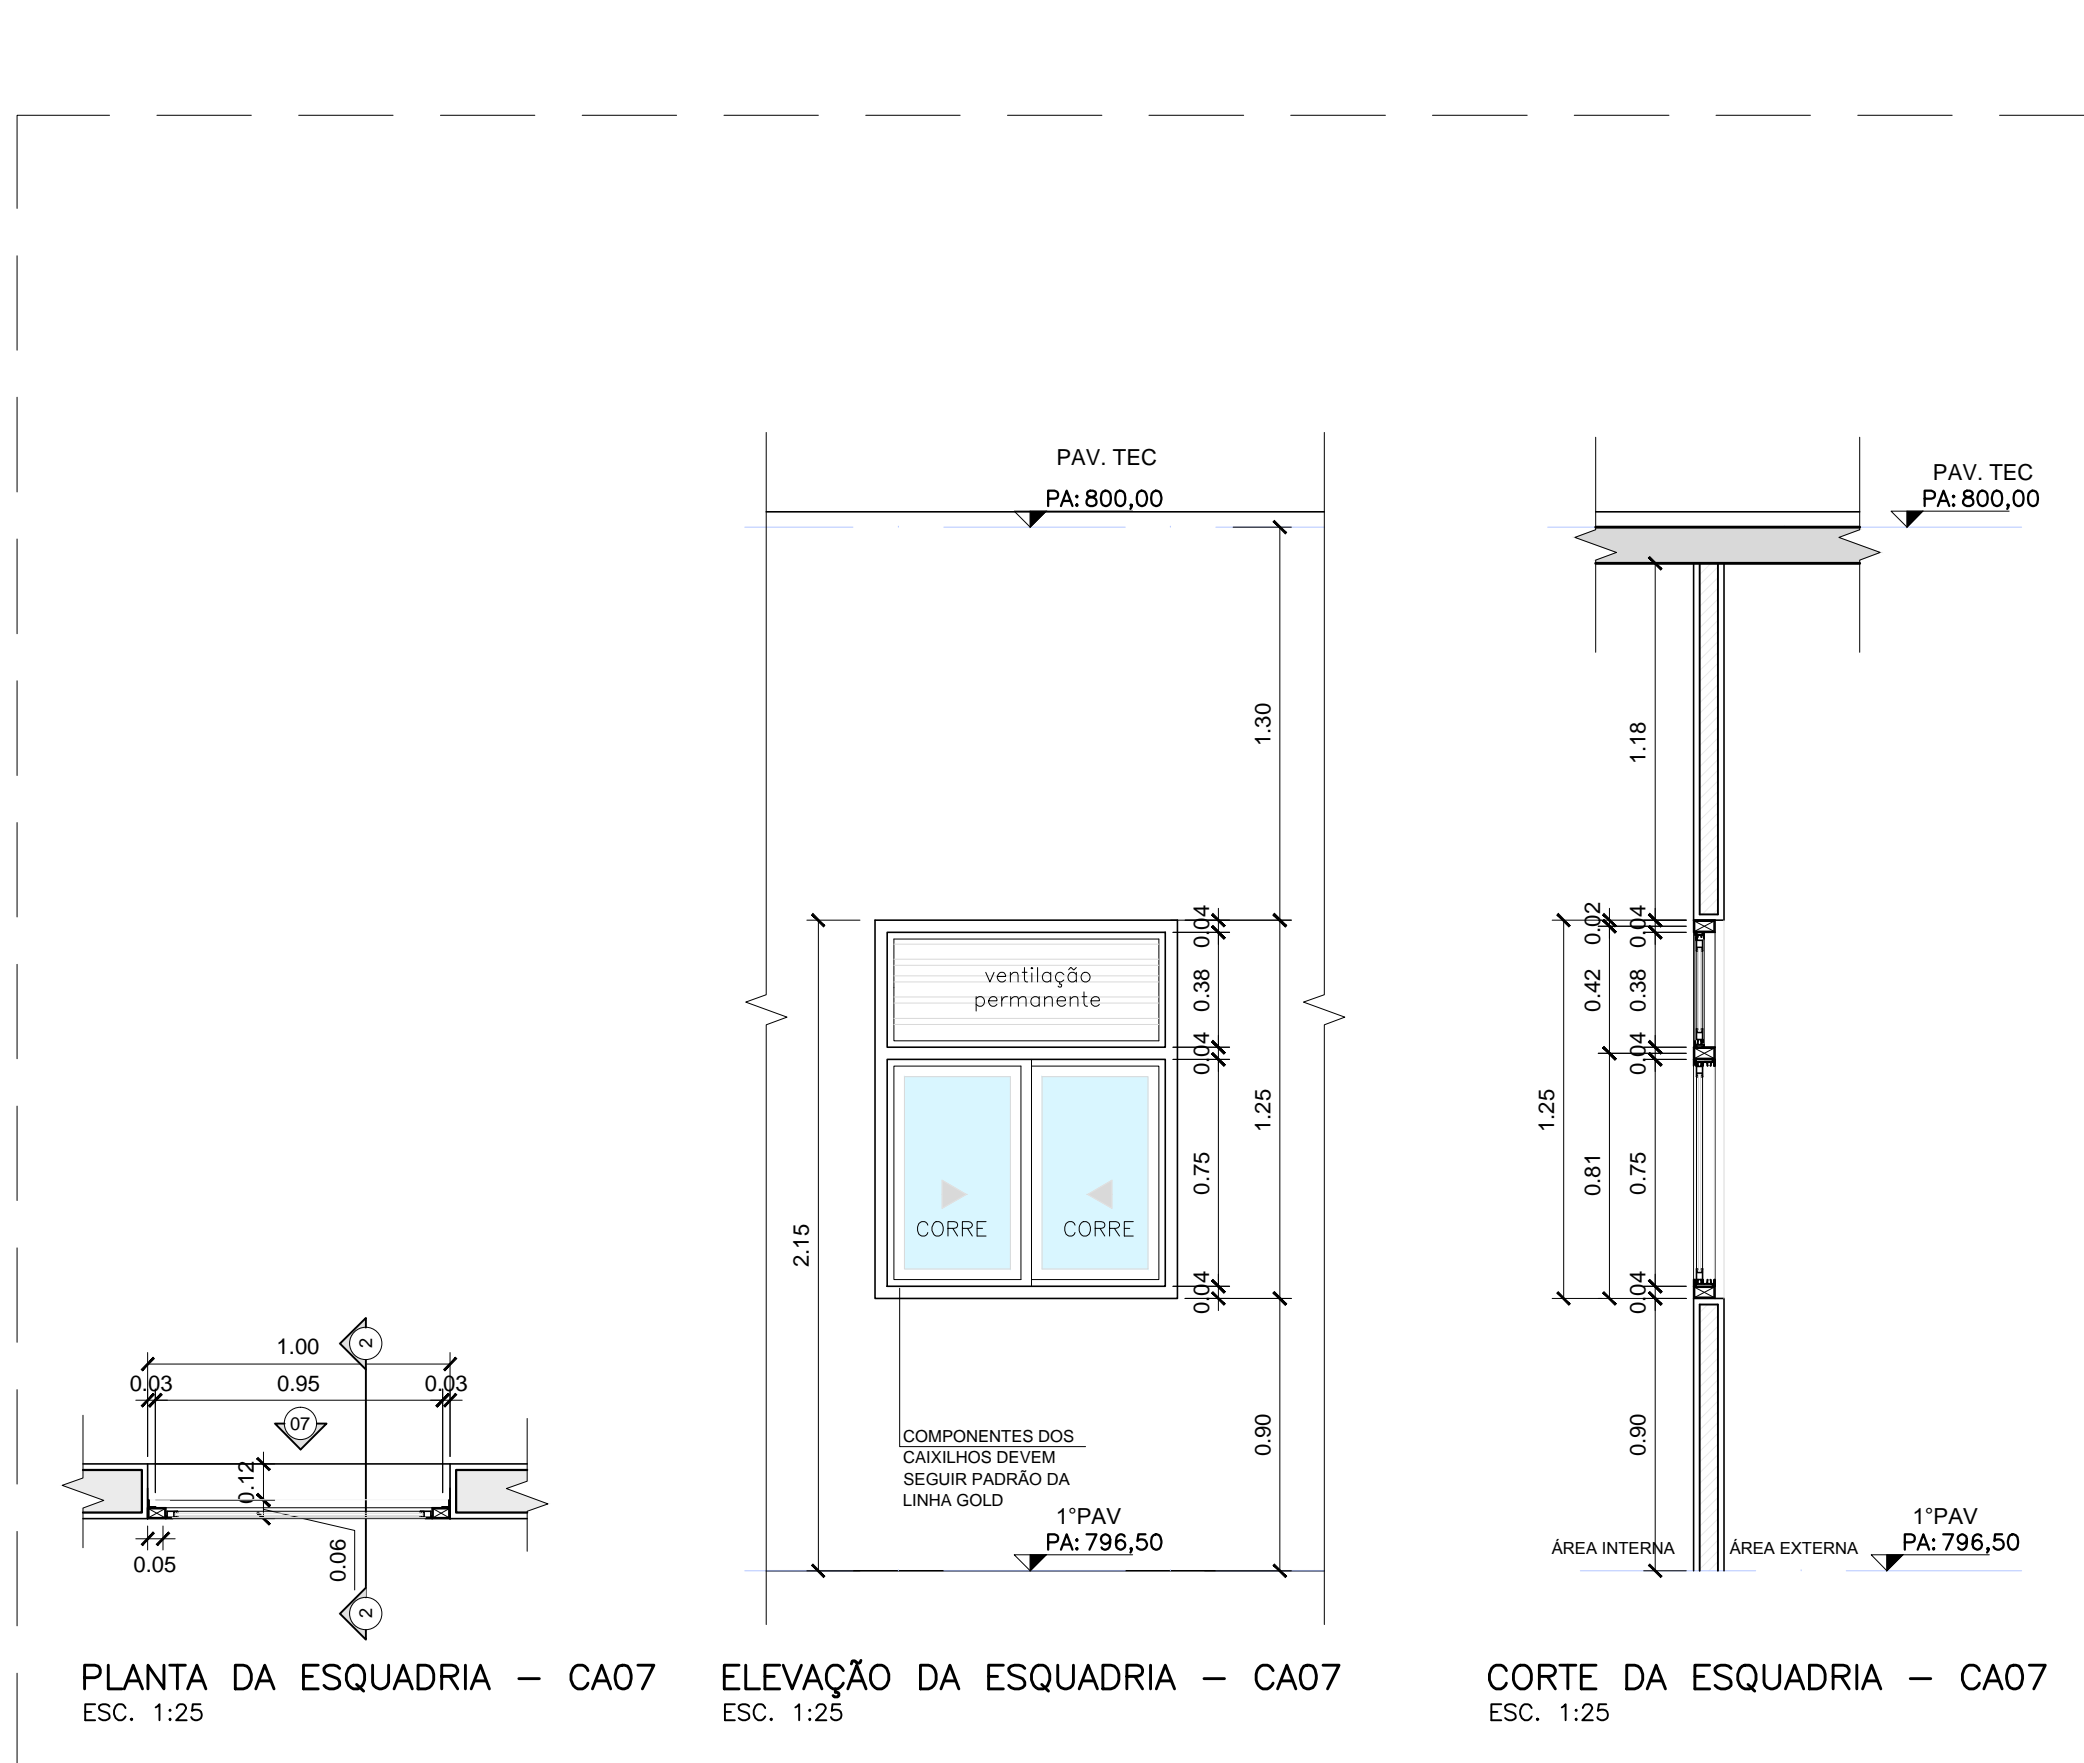 1.00
2
0.03
0.95
0.03
07
0.12
0.05
0.06
2
PLANTA DA ESQUADRIA – CA07
ESC. 1:25
PAV. TEC
PA: 800,00
1.30
0.04
ventilação
permanente
0.38
0.04
1.25
0.75
CORRE
CORRE
2.15
0.04
COMPONENTES DOS
CAIXILHOS DEVEM
SEGUIR PADRÃO DA
LINHA GOLD
0.90
1°PAV
PA: 796,50
ELEVAÇÃO DA ESQUADRIA – CA07
ESC. 1:25
PAV. TEC
PA: 800,00
1.18
0.02
0.04
0.42
0.38
0.04
1.25
0.81
0.75
0.04
0.90
1°PAV
PA: 796,50
ÁREA INTERNA
ÁREA EXTERNA
CORTE DA ESQUADRIA – CA07
ESC. 1:25